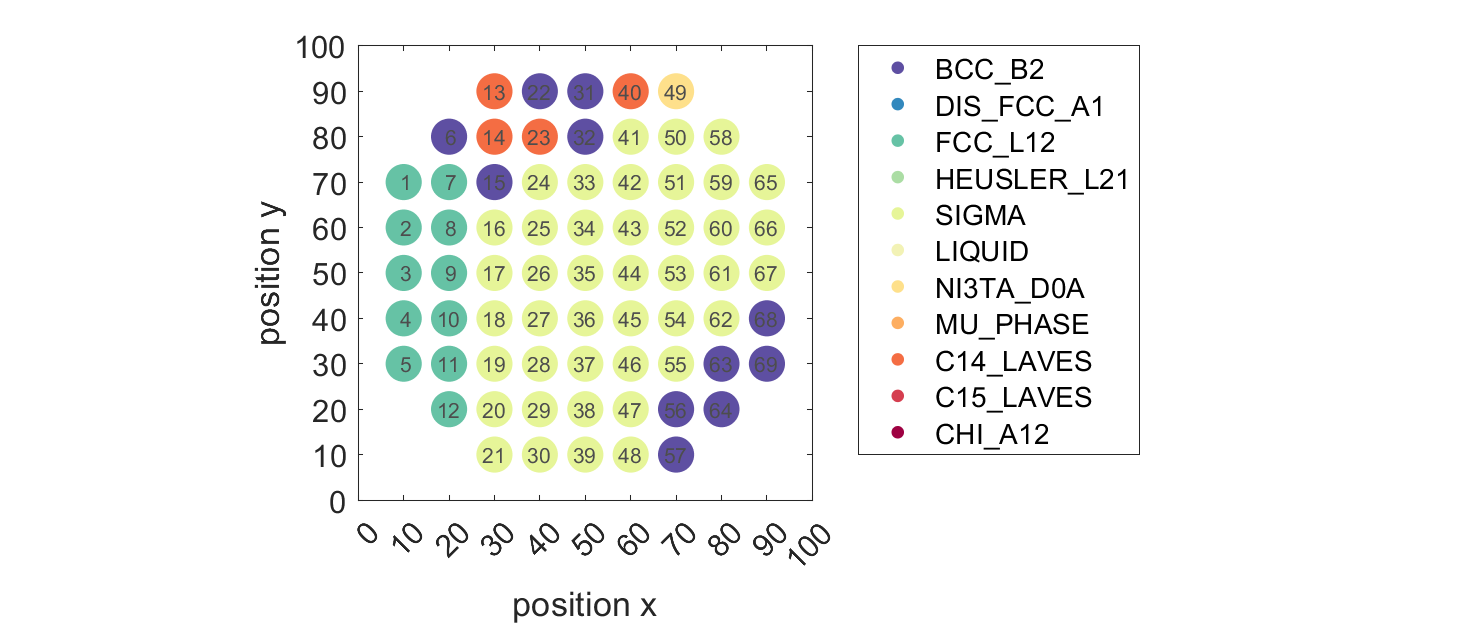 100
90
80
70
60
50
40
30
20
10
0
position y
13 22 31 40 49
6 14 23 32 41 50 58
1 7 15 24 33 42 51 59 65
2 8 16 25 34 43 52 60 66
3 9 17 26 35 44 53 61 67
4 10 18 27 36 45 54 62 68
5 11 19 28 37 46 55 63 69
12 20 29 38 47 56 64
21 30 39 48 57
0 10 20 30 40 50 60 70 80 90 100
position x
BCC_B2
DIS_FCC_A1
FCC_L12
HEUSLER_L21
SIGMA
LIQUID
NI3TA_D0A
MU_PHASE
C14_LAVES
C15_LAVES
CHI_A12